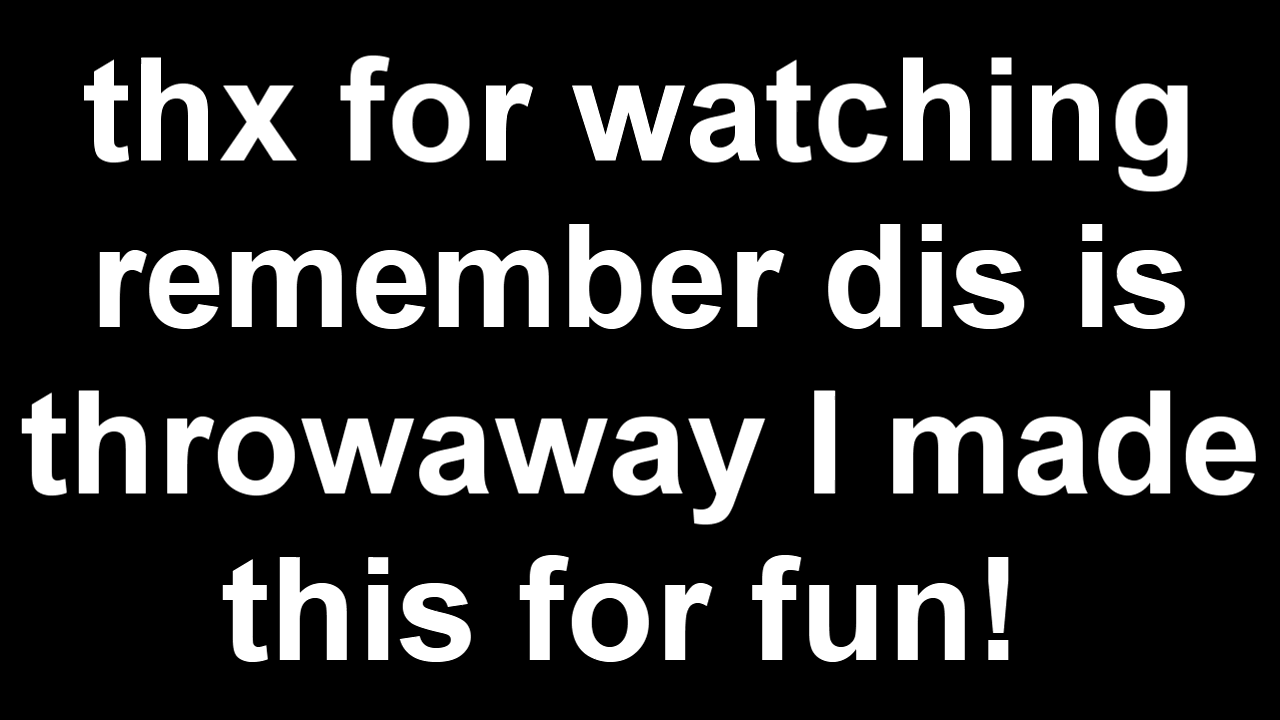 thx for watching
remember dis is
throwaway I made
this for fun!